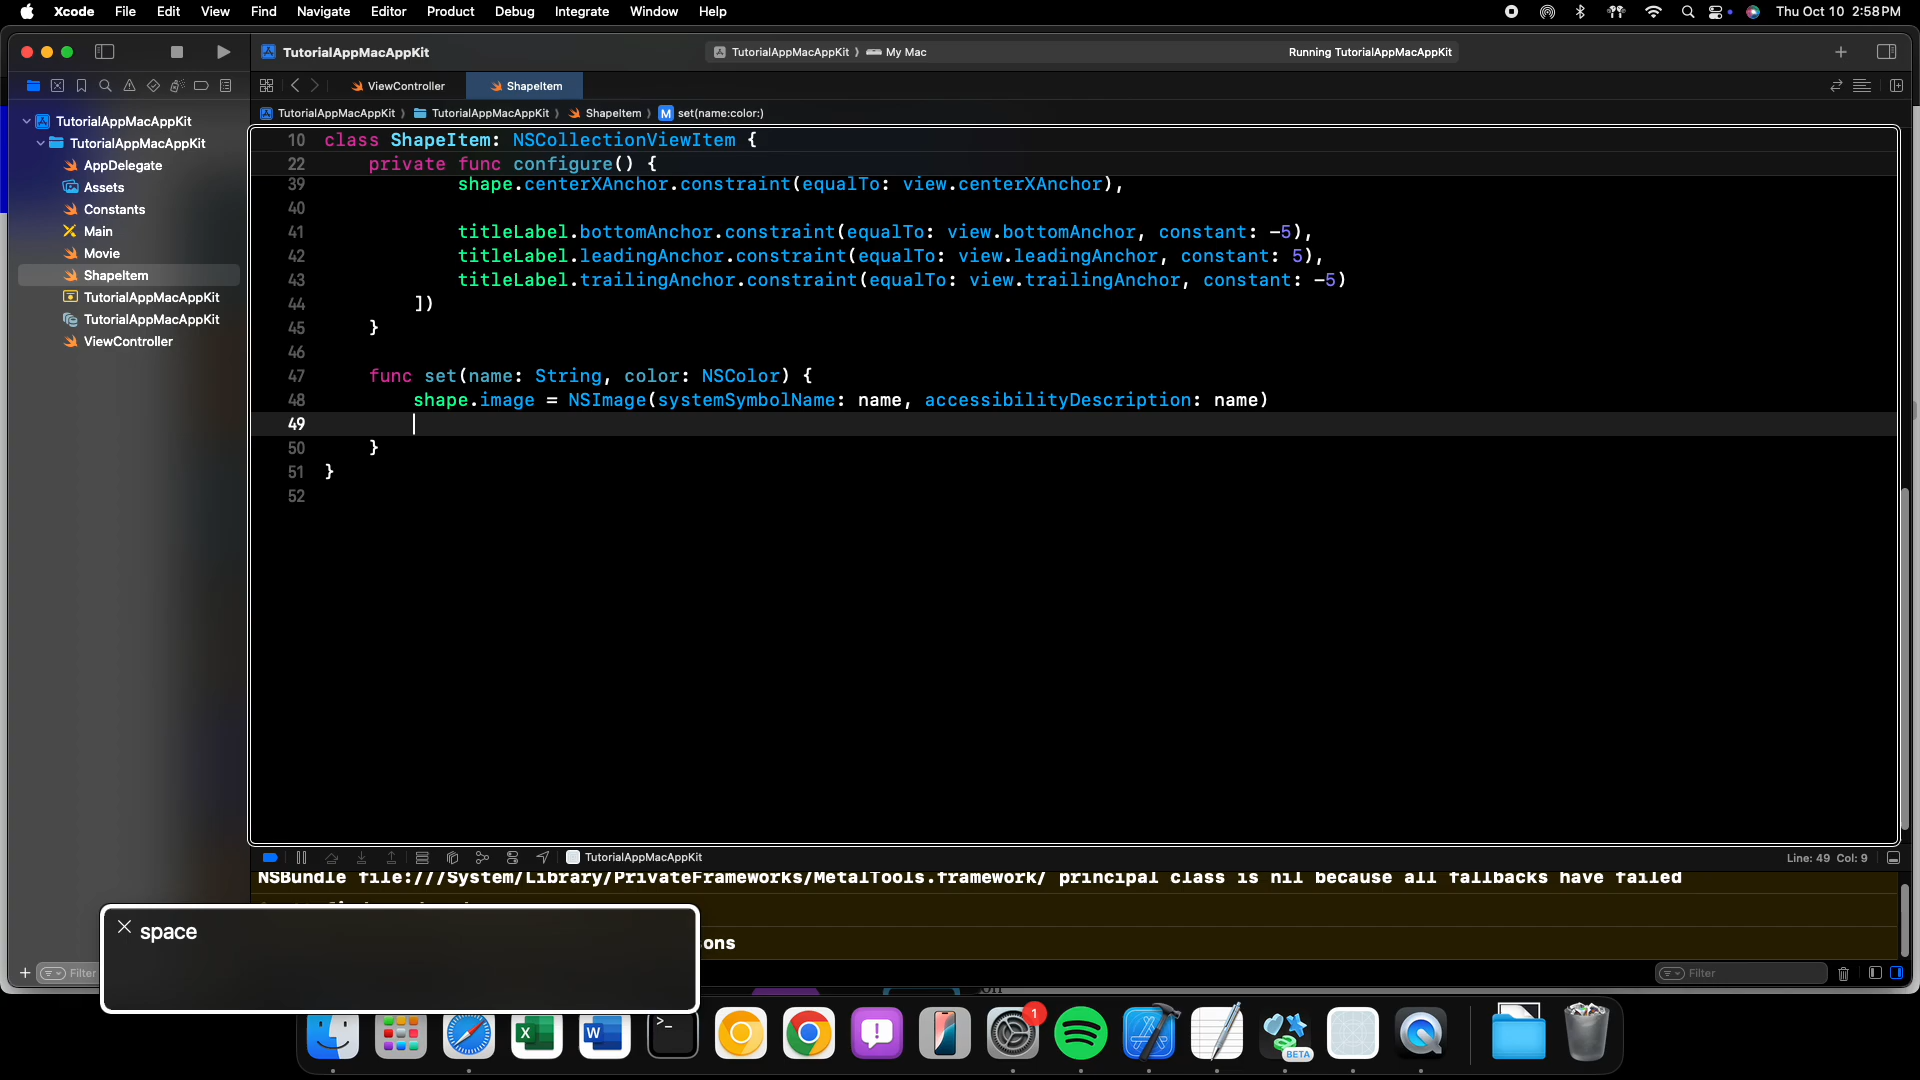 Xcode File Edit View Find Navigate Editor Product Debug Integrate Window Help Thu Oct 10 2:58 PM
TutorialAppMacAppKit TutorialAppMacAppKit My Mac Running TutorialAppMacAppKit
ViewController ShapeItem
TutorialAppMacAppKit TutorialAppMacAppKit ShapeItem M set(name:color:)
TutorialAppMacAppKit
TutorialAppMacAppKit
AppDelegate
Assets
Constants
Main
Movie
ShapeItem
TutorialAppMacAppKit
TutorialAppMacAppKit
ViewController
10 class ShapeItem: NSCollectionViewItem {
22 private func configure() {
39 shape.centerXAnchor.constraint(equalTo: view.centerXAnchor),
40
41 titleLabel.bottomAnchor.constraint(equalTo: view.bottomAnchor, constant: -5),
42 titleLabel.leadingAnchor.constraint(equalTo: view.leadingAnchor, constant: 5),
43 titleLabel.trailingAnchor.constraint(equalTo: view.trailingAnchor, constant: -5)
44 ])
45 }
46
47 func set(name: String, color: NSColor) {
48 shape.image = NSImage(systemSymbolName: name, accessibilityDescription: name)
49
50 }
51 }
52
TutorialAppMacAppKit Line: 49 Col: 9
NSBundle file:///System/Library/PrivateFrameworks/MetalTools.framework/ principal class is nil because all fallbacks have failed
ons
space
Filter Filter
1
BETA